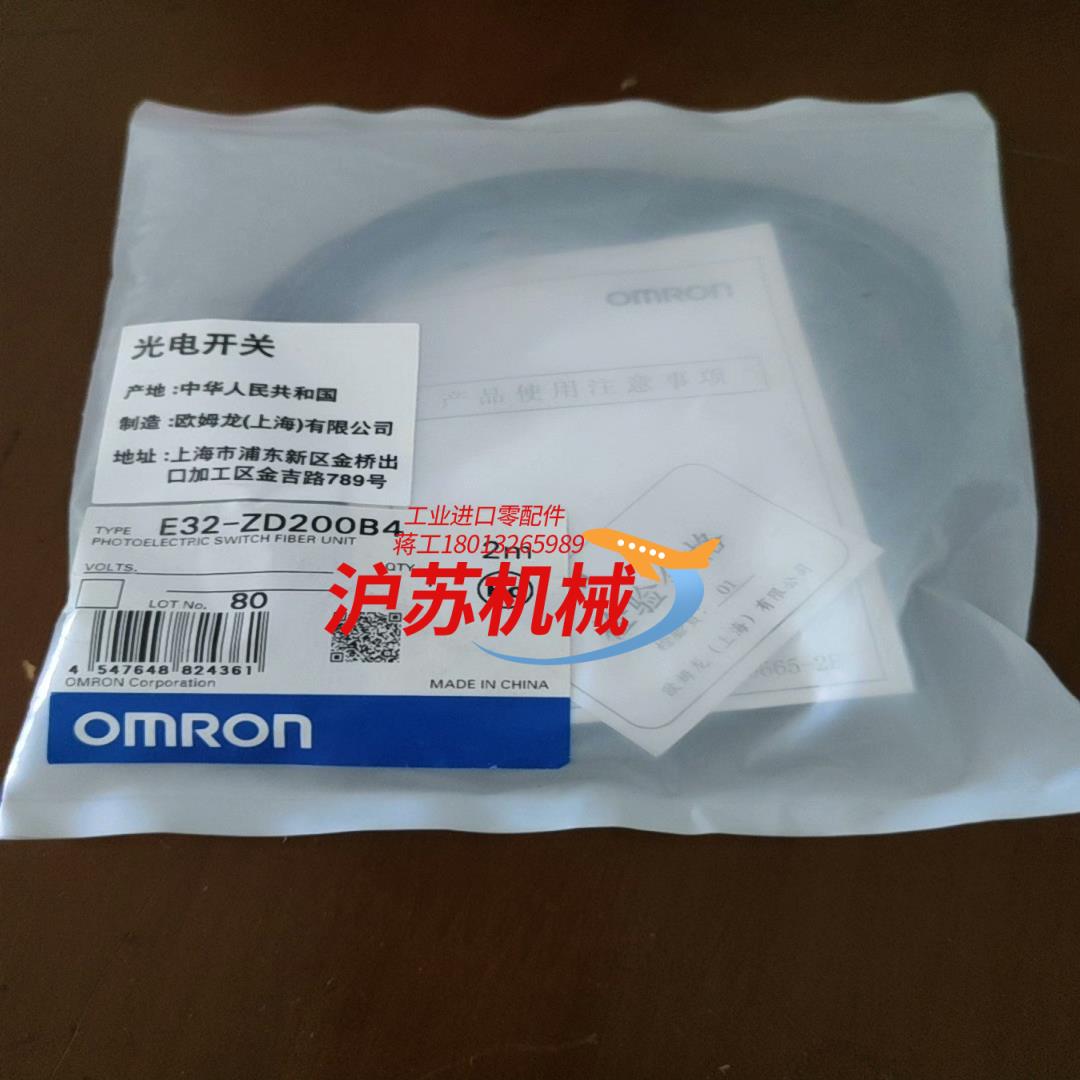 OMRON
产品使用注意事项
光电开关
产地:中华人民共和国
制造:欧姆龙(上海)有限公司
地址:上海市浦东新区金桥出
口加工区金吉路789号
TYPE E32-ZD200B4 2m
PHOTOELECTRIC SWITCH FIBER UNIT
工业进口零配件
蒋工18013265989
VOLTS. QTY
沪苏机械
LOT No. 80
检验员: 01
(上海)有限公司
665-2
4 547648 824361
OMRON Corporation
MADE IN CHINA
OMRON